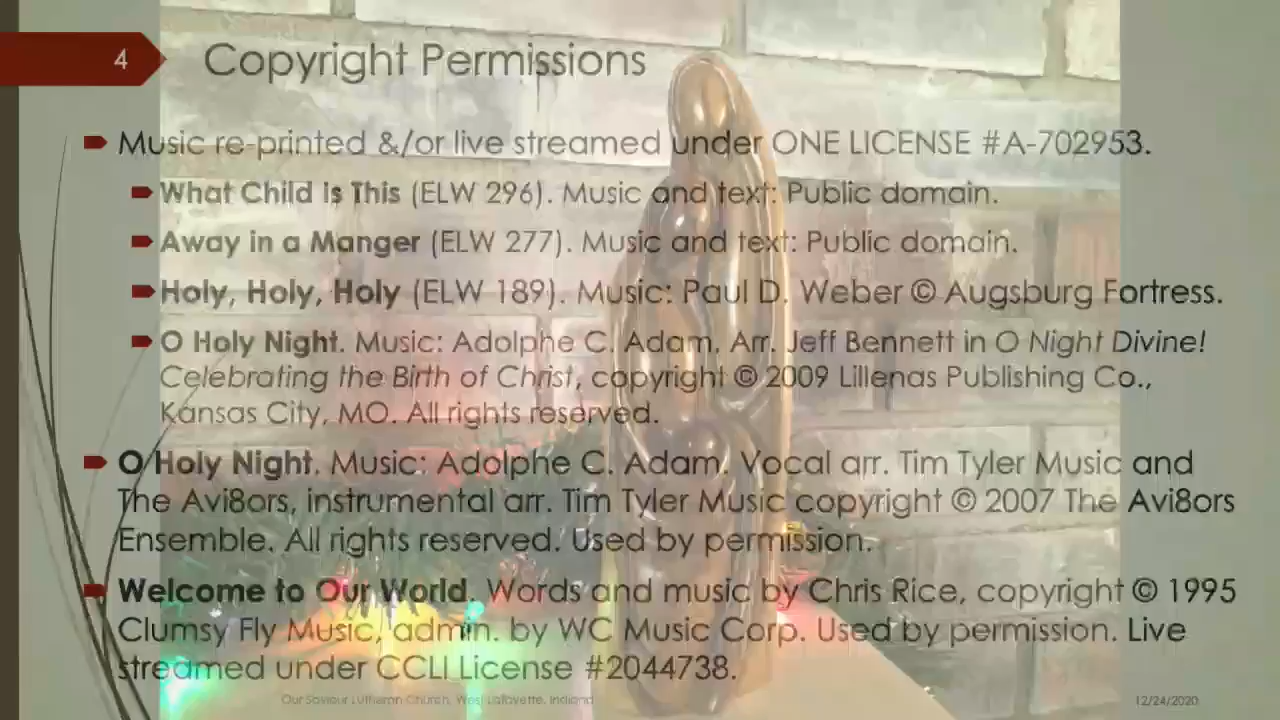 4
Copyright Permissions
Music re-printed &/or live streamed under ONE LICENSE #A-702953.
What Child is This (ELW 296). Music and text: Public domain.
Away in a Manger (ELW 277). Music and text: Public domain.
Holy, Holy, Holy (ELW 189). Music: Paul D. Weber © Augsburg Fortress.
O Holy Night. Music: Adolphe C. Adam, Arr. Jeff Bennett in O Night Divine!
Celebrating the Birth of Christ, copyright © 2009 Lillenas Publishing Co.,
Kansas City, MO. All rights reserved.
O Holy Night. Music: Adolphe C. Adam. Vocal arr. Tim Tyler Music and
The Avi8ors, instrumental arr. Tim Tyler Music copyright © 2007 The Avi8ors
Ensemble. All rights reserved. Used by permission.
Welcome to Our World. Words and music by Chris Rice, copyright © 1995
Clumsy Fly Music, admin. by WC Music Corp. Used by permission. Live
streamed under CCLI License #2044738.
Our Saviour Lutheran Church, West Lafayette, Indiana
12/24/2020